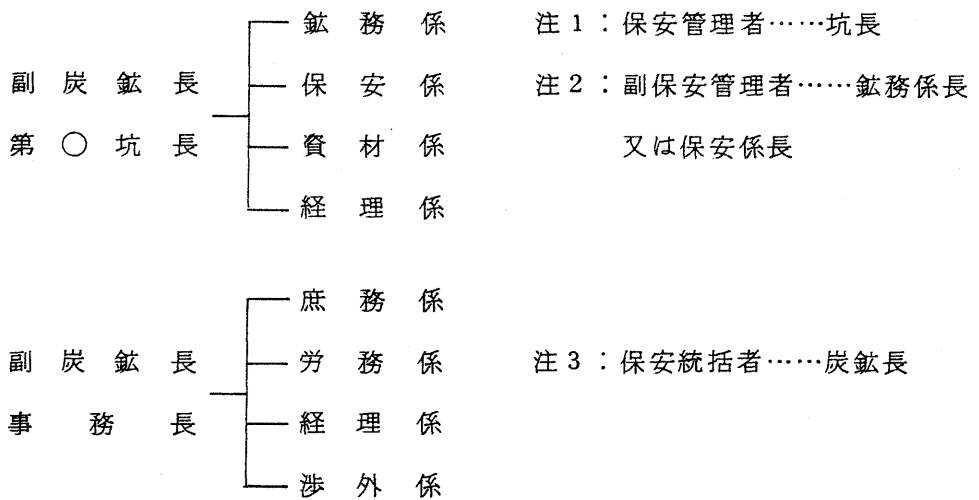 鉱務係 注1：保安管理者……坑長
副炭鉱長 保安係 注2：副保安管理者……鉱務係長
第〇坑長 資材係 又は保安係長
経理係
庶務係
副炭鉱長 労務係 注3：保安統括者……炭鉱長
事務長 経理係
渉外係